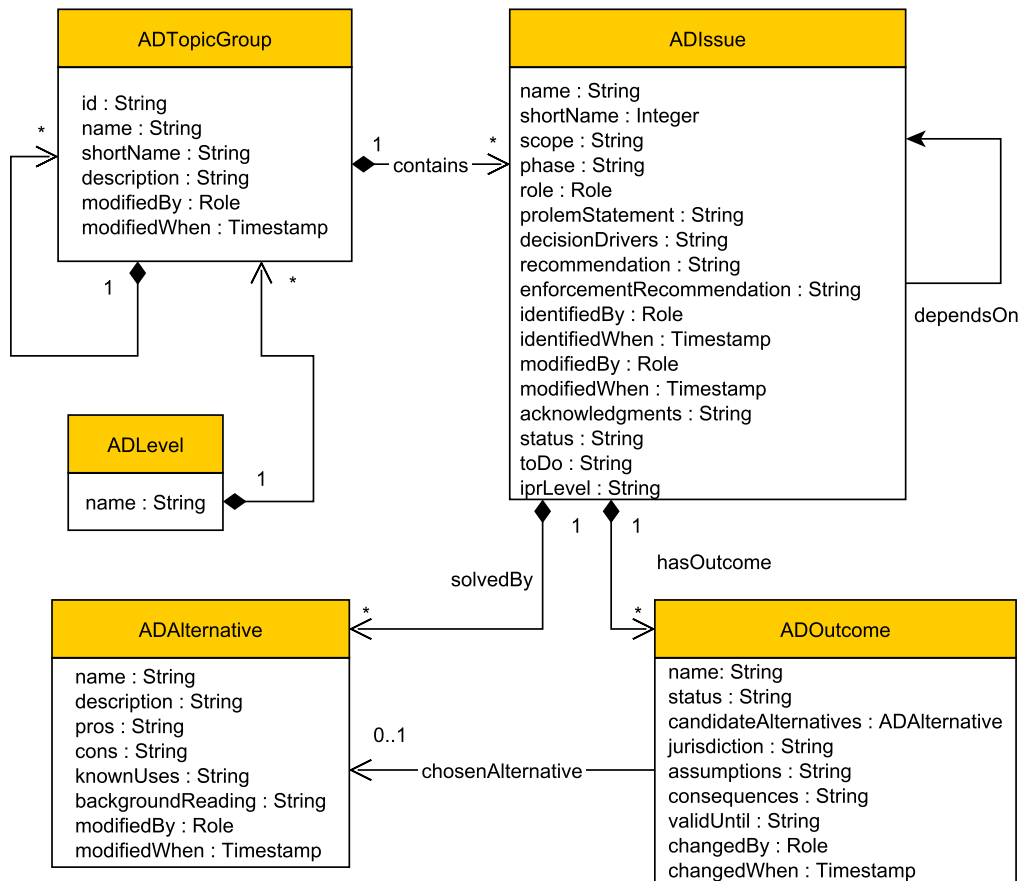 ADTopicGroup
id : String
name : String
shortName : String
description : String
modifiedBy : Role
modifiedWhen : Timestamp
*
1
*
1
contains
*
ADIssue
name : String
shortName : Integer
scope : String
phase : String
role : Role
prolemStatement : String
decisionDrivers : String
recommendation : String
enforcementRecommendation : String
identifiedBy : Role
identifiedWhen : Timestamp
modifiedBy : Role
modifiedWhen : Timestamp
acknowledgments : String
status : String
toDo : String
iprLevel : String
dependsOn
ADLevel
name : String
1
1
1
solvedBy
hasOutcome
*
*
ADAlternative
name : String
description : String
pros : String
cons : String
knownUses : String
backgroundReading : String
modifiedBy : Role
modifiedWhen : Timestamp
0..1
chosenAlternative
ADOutcome
name: String
status : String
candidateAlternatives : ADAlternative
jurisdiction : String
assumptions : String
consequences : String
validUntil : String
changedBy : Role
changedWhen : Timestamp